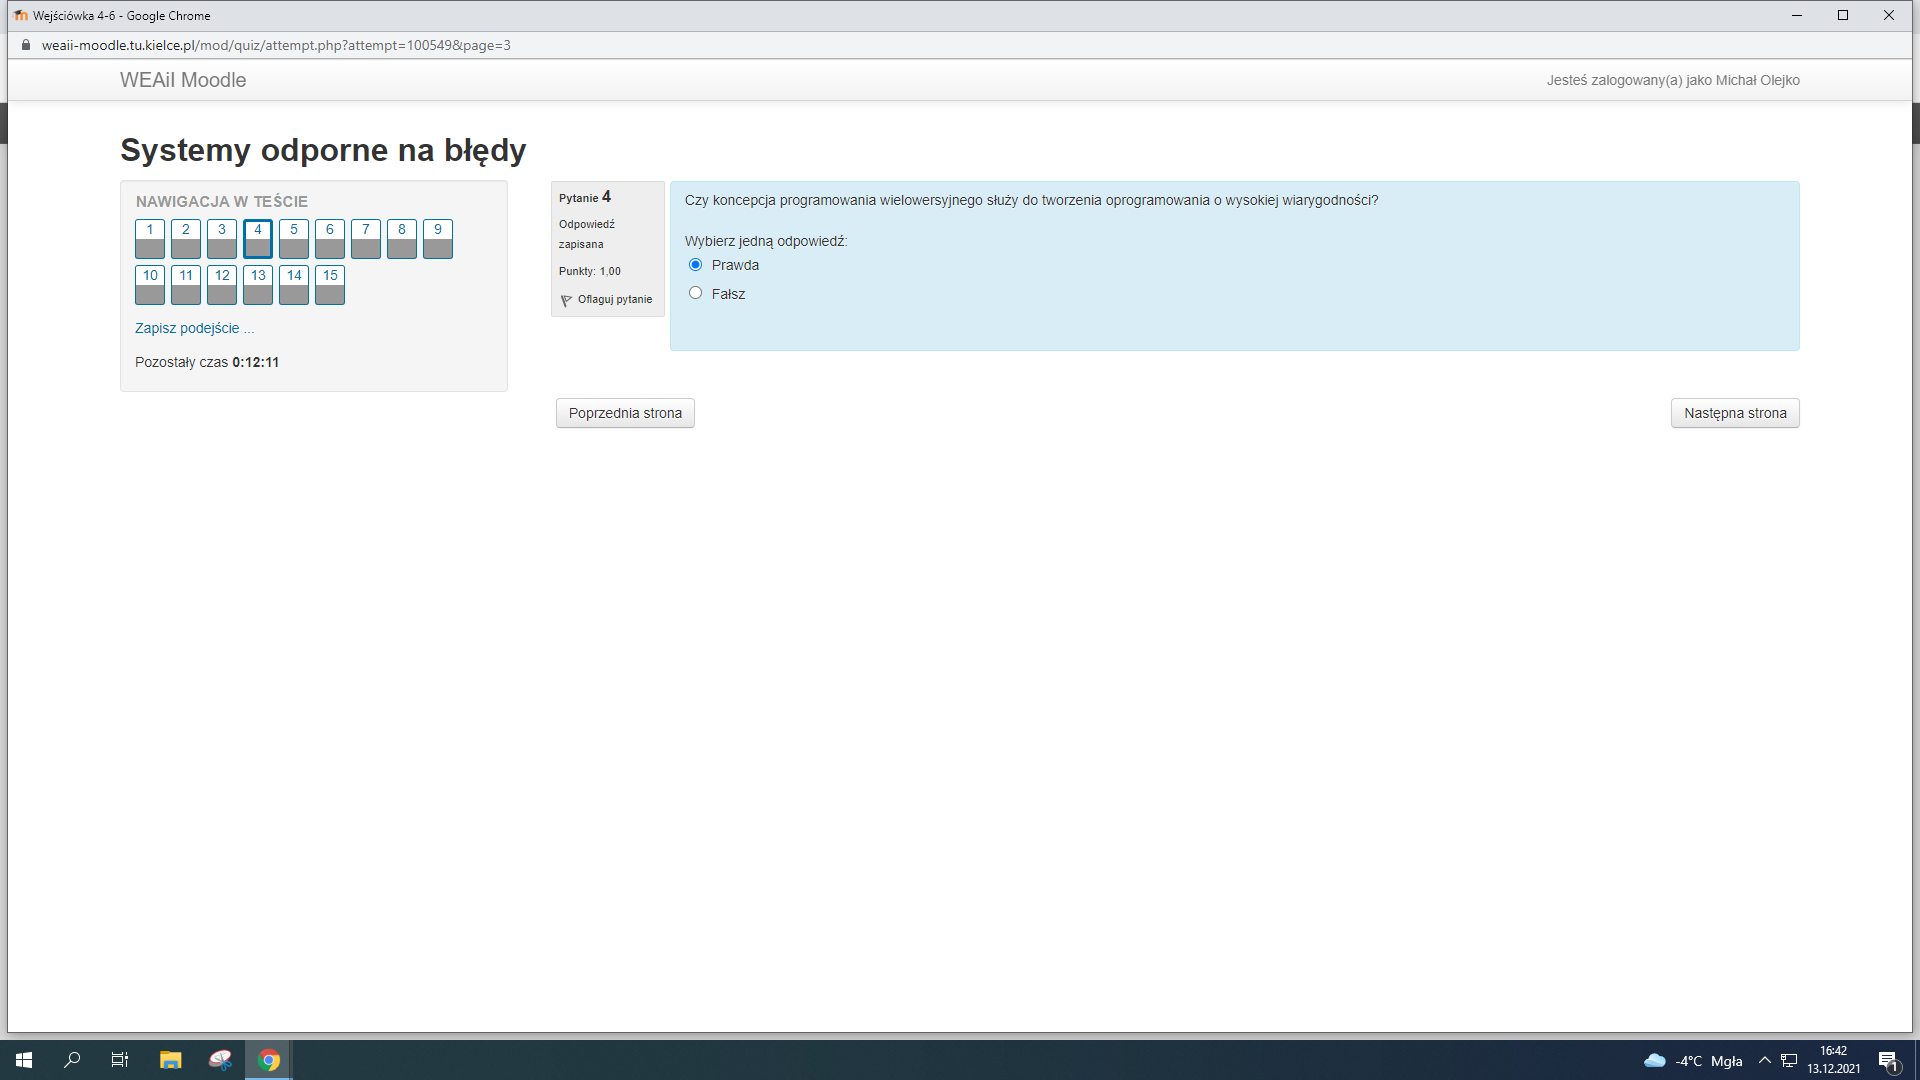 Wejściówka 4-6 - Google Chrome
weaii-moodle.tu.kielce.pl/mod/quiz/attempt.php?attempt=100549&page=3
WEAiI Moodle
Jesteś zalogowany(a) jako Michał Olejko
Systemy odporne na błędy
NAWIGACJA W TEŚCIE
1 2 3 4 5 6 7 8 9
10 11 12 13 14 15
Zapisz podejście ...
Pozostały czas 0:12:11
Pytanie 4
Odpowiedź
zapisana
Punkty: 1,00
Oflaguj pytanie
Czy koncepcja programowania wielowersyjnego służy do tworzenia oprogramowania o wysokiej wiarygodności?
Wybierz jedną odpowiedź:
Prawda
Fałsz
Poprzednia strona
Następna strona
-4°C Mgła
16:42
13.12.2021
1